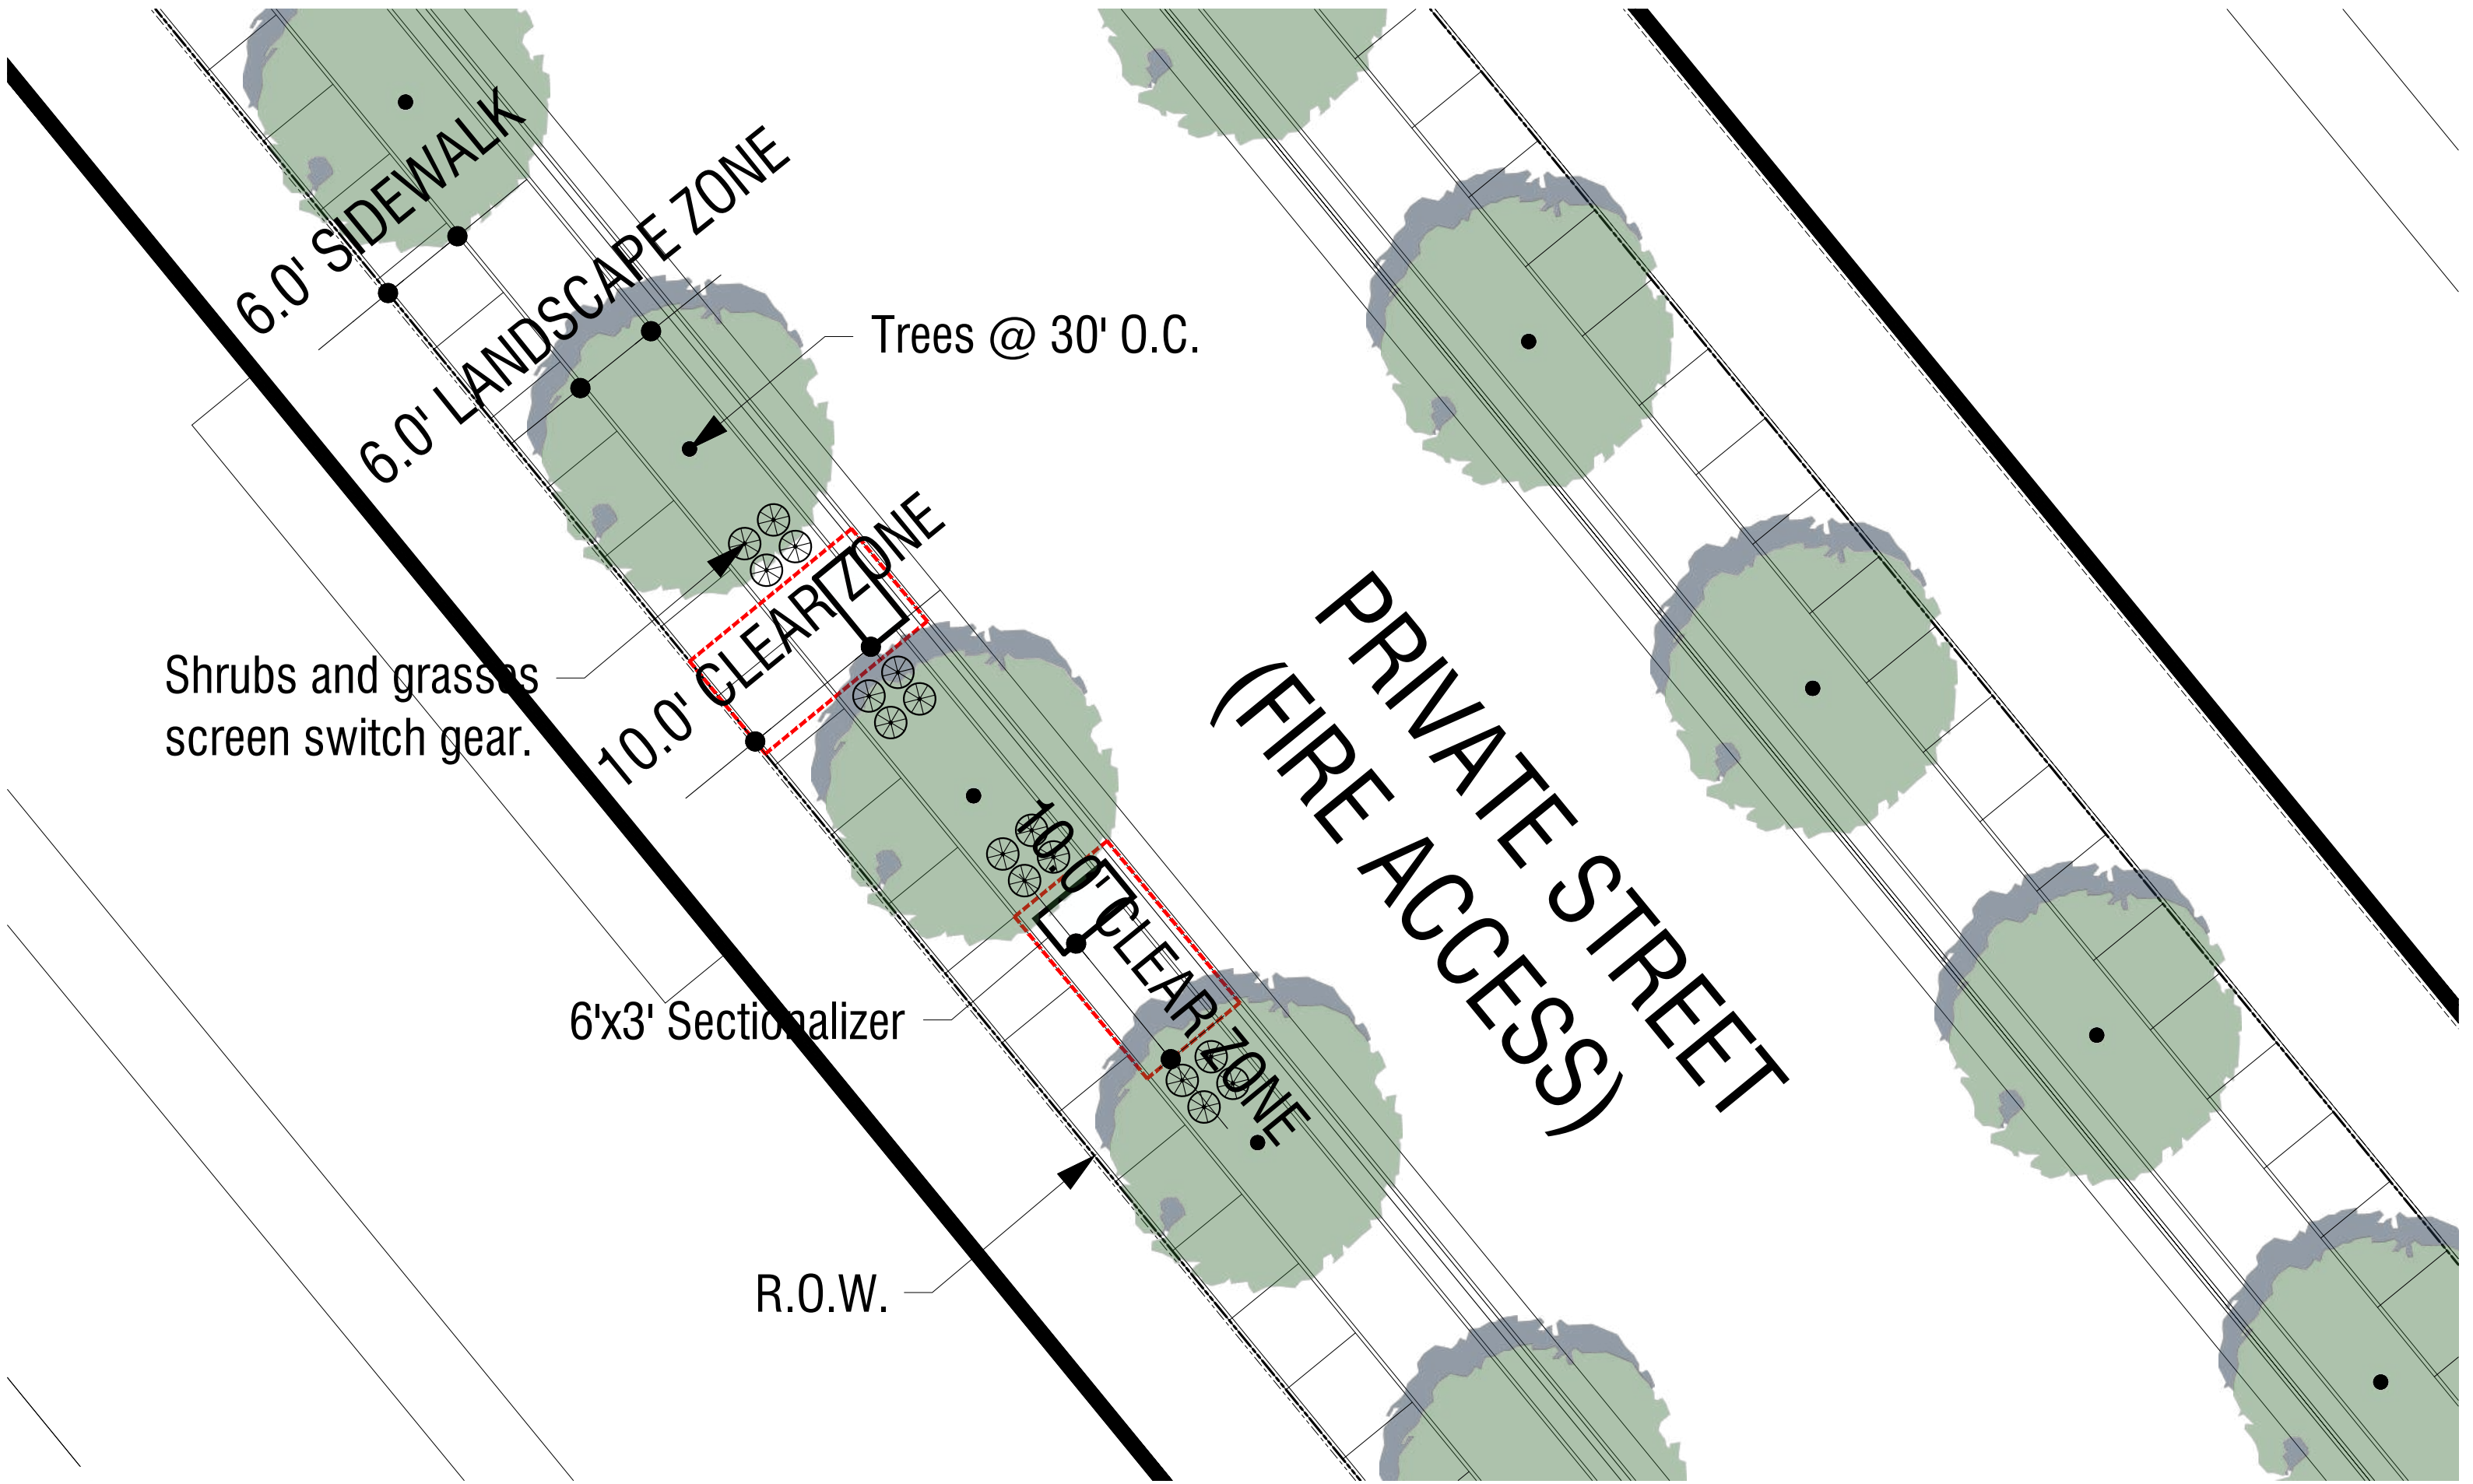 6.0' SIDEWALK
6.0' LANDSCAPE ZONE
Trees @ 30' O.C.
10.0' CLEAR ZONE
Shrubs and grasses
screen switch gear.
10.0' CLEAR ZONE
6'x3' Sectionalizer
PRIVATE STREET
(FIRE ACCESS)
R.O.W.